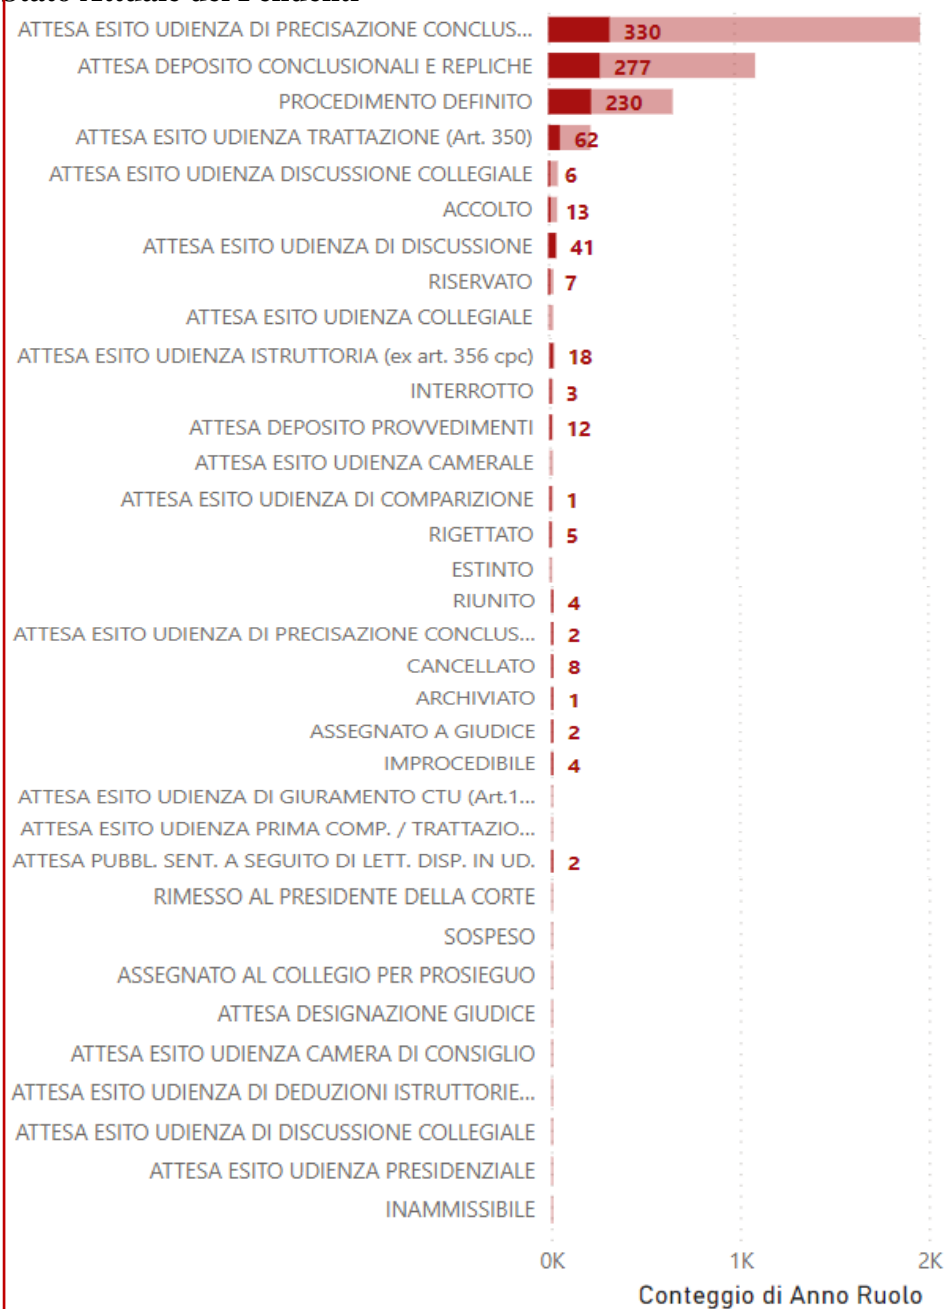 Stato Attuale dei Pendenti
ATTESA ESITO UDIENZA DI PRECISAZIONE CONCLUS... 330
ATTESA DEPOSITO CONCLUSIONALI E REPLICHE 277
PROCEDIMENTO DEFINITO 230
ATTESA ESITO UDIENZA TRATTAZIONE (Art. 350) 62
ATTESA ESITO UDIENZA DISCUSSIONE COLLEGIALE 6
ACCOLTO 13
ATTESA ESITO UDIENZA DI DISCUSSIONE 41
RISERVATO 7
ATTESA ESITO UDIENZA COLLEGIALE
ATTESA ESITO UDIENZA ISTRUTTORIA (ex art. 356 cpc) 18
INTERROTTO 3
ATTESA DEPOSITO PROVVEDIMENTI 12
ATTESA ESITO UDIENZA CAMERALE
ATTESA ESITO UDIENZA DI COMPARIZIONE 1
RIGETTATO 5
ESTINTO
RIUNITO 4
ATTESA ESITO UDIENZA DI PRECISAZIONE CONCLUS... 2
CANCELLATO 8
ARCHIVIATO 1
ASSEGNATO A GIUDICE 2
IMPROCEDIBILE 4
ATTESA ESITO UDIENZA DI GIURAMENTO CTU (Art.1...
ATTESA ESITO UDIENZA PRIMA COMP. / TRATTAZIO...
ATTESA PUBBL. SENT. A SEGUITO DI LETT. DISP. IN UD. 2
RIMESSO AL PRESIDENTE DELLA CORTE
SOSPESO
ASSEGNATO AL COLLEGIO PER PROSIEGUO
ATTESA DESIGNAZIONE GIUDICE
ATTESA ESITO UDIENZA CAMERA DI CONSIGLIO
ATTESA ESITO UDIENZA DI DEDUZIONI ISTRUTTORIE...
ATTESA ESITO UDIENZA DI DISCUSSIONE COLLEGIALE
ATTESA ESITO UDIENZA PRESIDENZIALE
INAMMISSIBILE
0K 1K 2K
Conteggio di Anno Ruolo